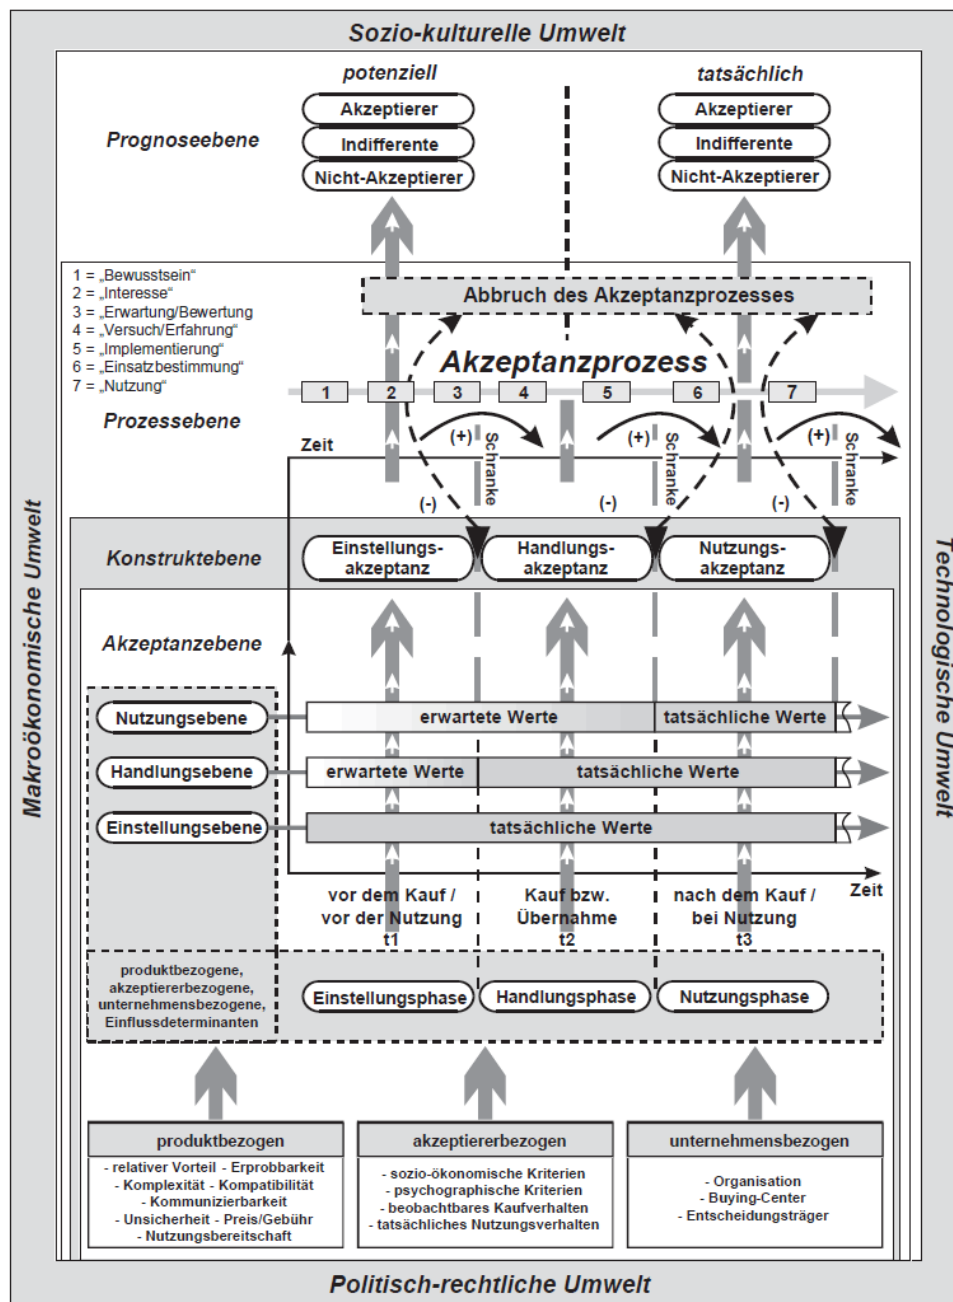 Sozio-kulturelle Umwelt
potenziell
tatsächlich
Prognoseebene
Akzeptierer
Indifferente
Nicht-Akzeptierer
Akzeptierer
Indifferente
Nicht-Akzeptierer
1 = „Bewusstsein“
2 = „Interesse“
3 = „Erwartung/Bewertung
4 = „Versuch/Erfahrung“
5 = „Implementierung“
6 = „Einsatzbestimmung“
7 = „Nutzung“
Abbruch des Akzeptanzprozesses
Akzeptanzprozess
1 2 3 4 5 6 7
Prozessebene
Zeit
(+) Schranke (+) Schranke (+) Schranke
(-) (-) (-)
Konstruktebene
Einstellungs-
akzeptanz
Handlungs-
akzeptanz
Nutzungs-
akzeptanz
Makroökonomische Umwelt
Technologische Umwelt
Akzeptanzebene
Nutzungsebene
erwartete Werte
tatsächliche Werte
Handlungsebene
erwartete Werte
tatsächliche Werte
Einstellungsebene
tatsächliche Werte
Zeit
vor dem Kauf /
vor der Nutzung
t1
Kauf bzw.
Übernahme
t2
nach dem Kauf /
bei Nutzung
t3
produktbezogene,
akzeptiererbezogene,
unternehmensbezogene,
Einflussdeterminanten
Einstellungsphase
Handlungsphase
Nutzungsphase
produktbezogen
- relativer Vorteil - Erprobbarkeit
- Komplexität - Kompatibilität
- Kommunizierbarkeit
- Unsicherheit - Preis/Gebühr
- Nutzungsbereitschaft
akzeptiererbezogen
- sozio-ökonomische Kriterien
- psychographische Kriterien
- beobachtbares Kaufverhalten
- tatsächliches Nutzungsverhalten
unternehmensbezogen
- Organisation
- Buying-Center
- Entscheidungsträger
Politisch-rechtliche Umwelt